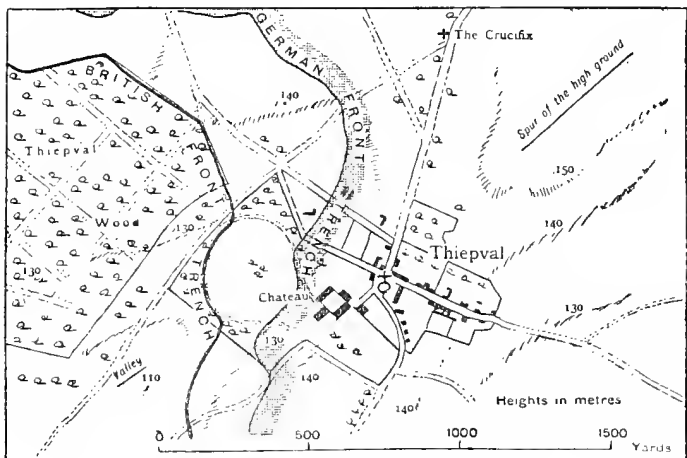 The Crucifix
GERMAN FRONT TRENCH
BRITISH FRONT TRENCH
140
Spur of the high ground
Thiepval
Wood
150
140
130
Thiepval
130
130
Chateau
130
Valley
110
140
140
Heights in metres
0 500 1000 1500
Yards